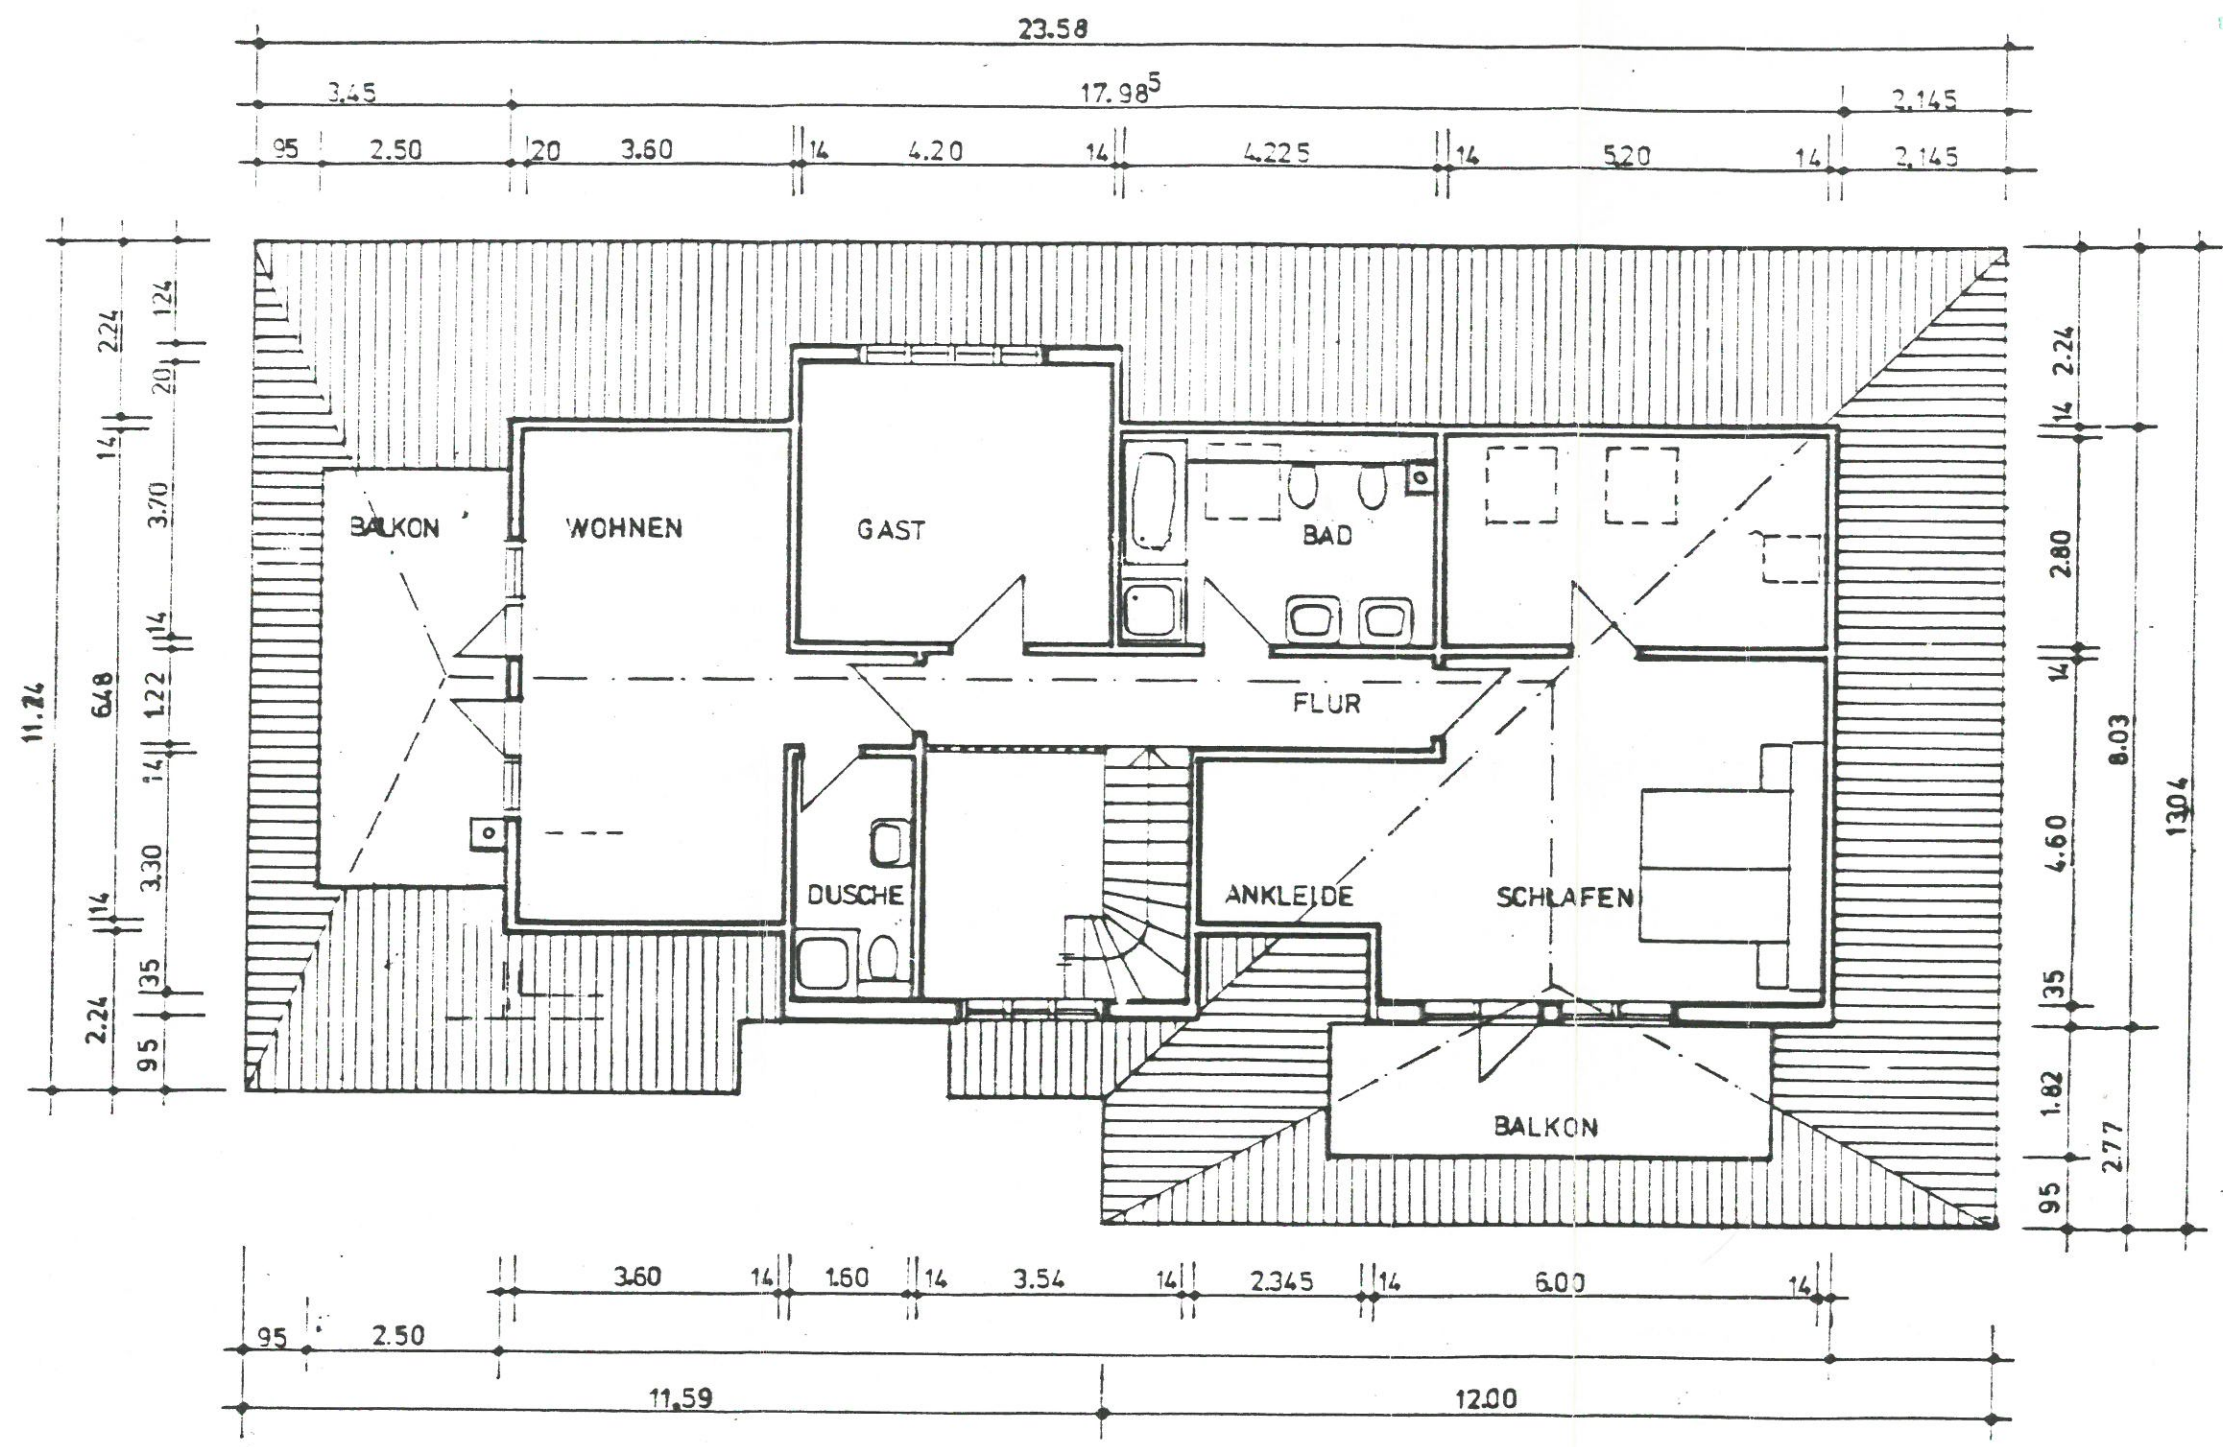 23.58
3.45 17.98⁵ 2.145
95 2.50 20 3.60 14 4.20 14 4.225 14 5.20 14 2.145
11.24
2.24 14 6.48 14 2.24
1.24 20 3.70 14 1.22 14 3.30 35 95
BALKON WOHNEN GAST BAD
FLUR
DUSCHE ANKLEIDE SCHLAFEN
BALKON
2.24 14 2.80 14 4.60 35 1.82 95
8.03 2.77
13.04
3.60 14 1.60 14 3.54 14 2.345 14 6.00 14
95 2.50
11.59 12.00